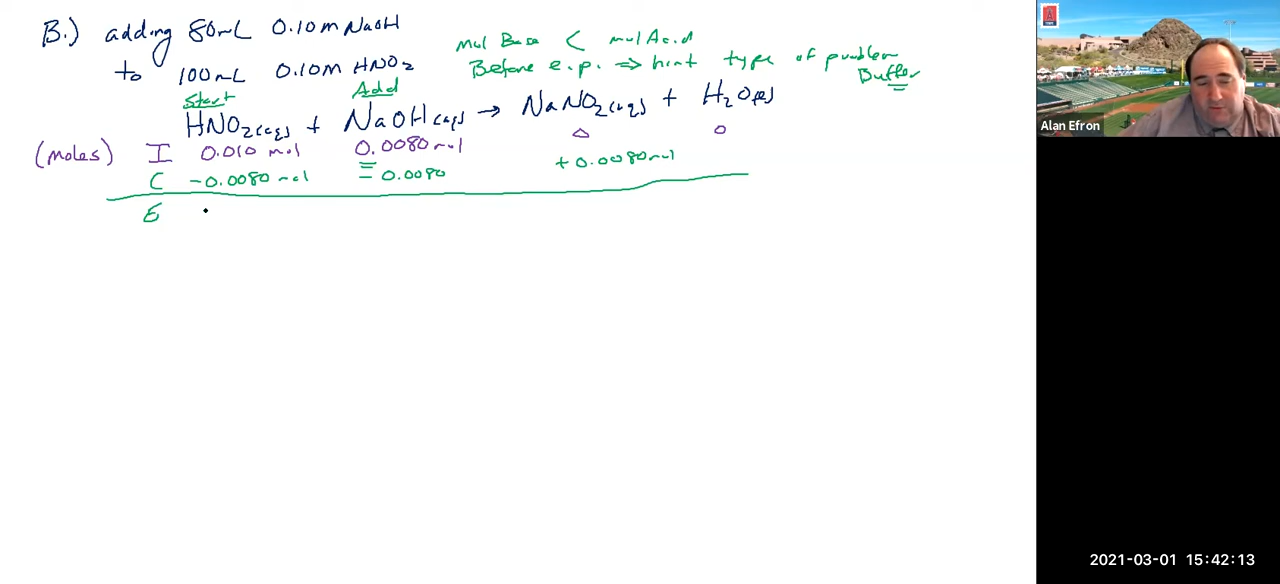 B.) adding 80mL 0.10m NaOH
to 100mL 0.10m HNO2
mol Base < mol Acid
Before e.p. ⇒ hint type of problem
Buffer
Start
Add
HNO2(aq) + NaOH(aq) → NaNO2(aq) + H2O(l)
(moles) I 0.010 mol 0.0080 mol 0 0
C -0.0080 mol - 0.0080 +0.0080 mol
E
Alan Efron
2021-03-01 15:42:13